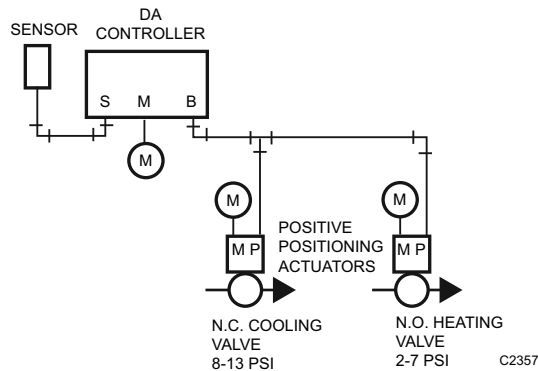 SENSOR
DA
CONTROLLER
S M B
M
M
M
M P
POSITIVE
POSITIONING
ACTUATORS
M P
N.C. COOLING
VALVE
8-13 PSI
N.O. HEATING
VALVE
2-7 PSI
C2357